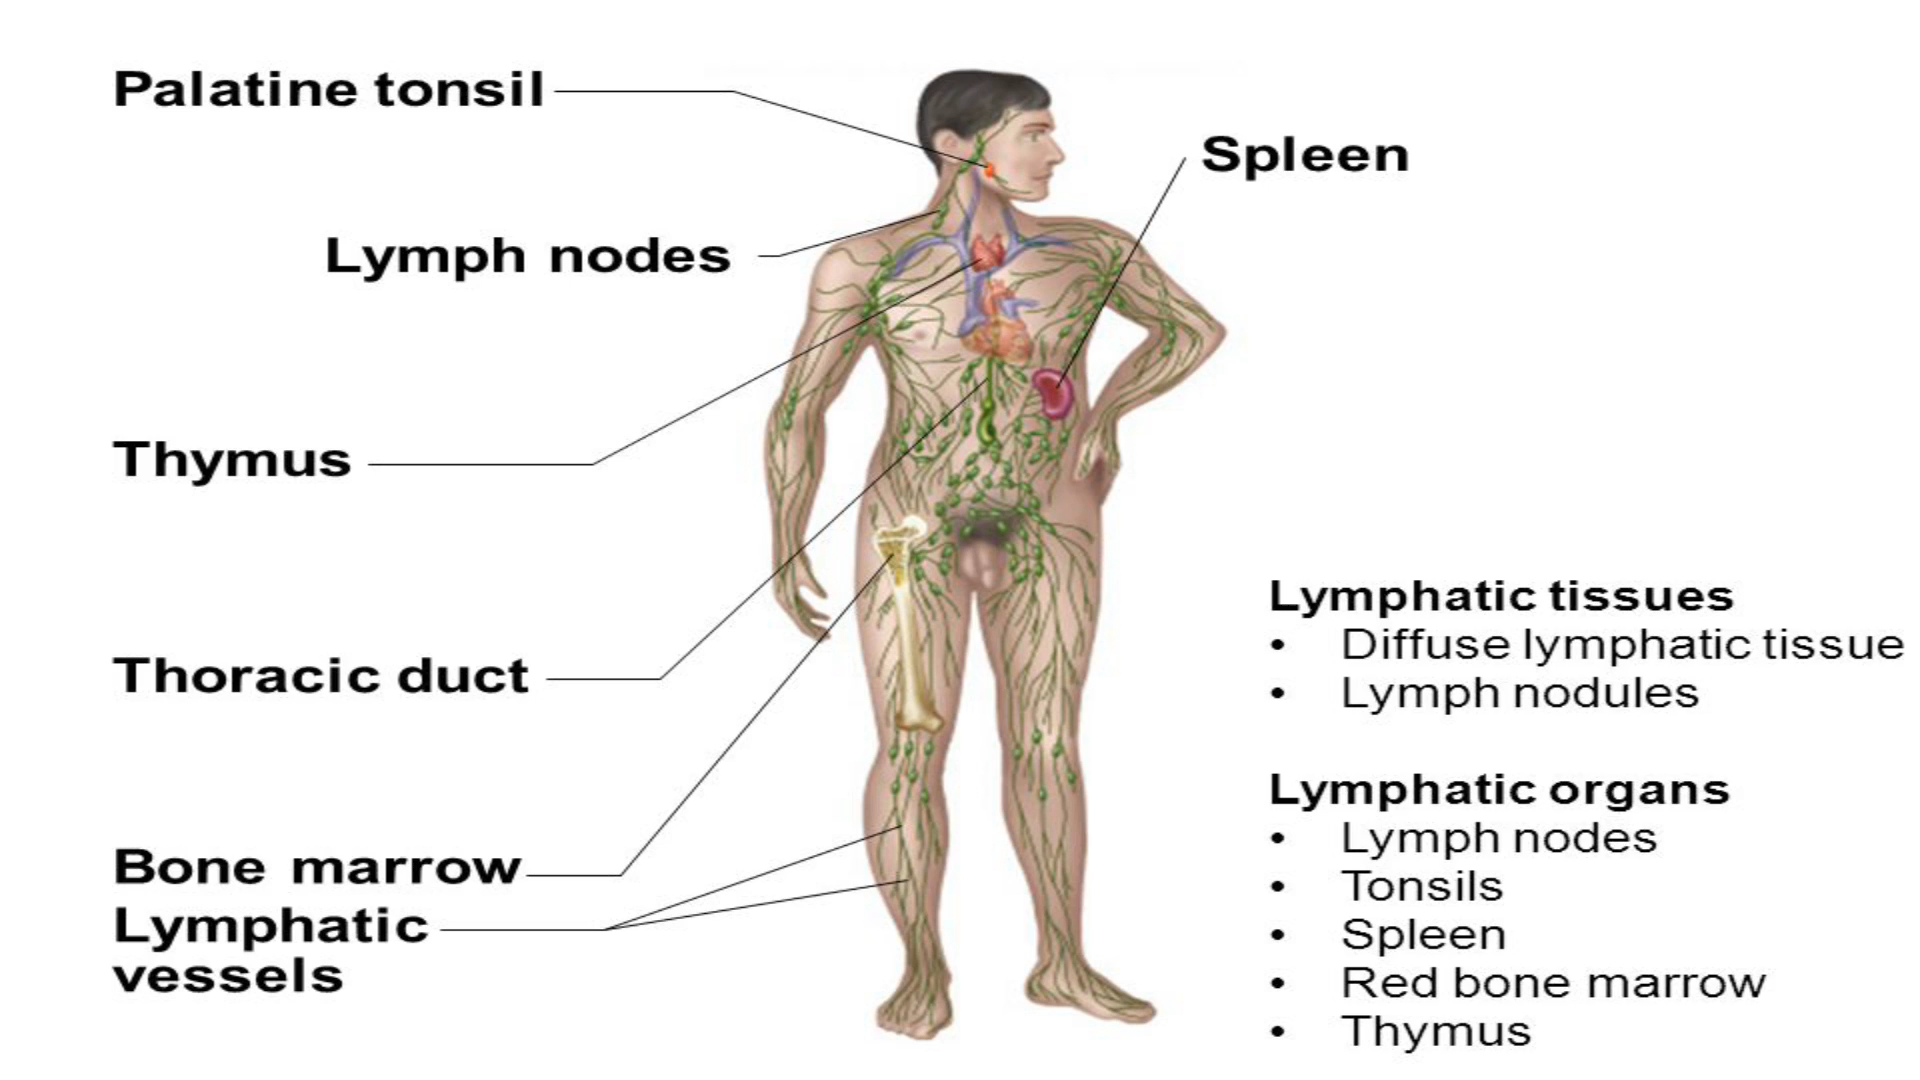 Palatine tonsil
Spleen
Lymph nodes
Thymus
Thoracic duct
Bone marrow
Lymphatic
vessels
Lymphatic tissues
• Diffuse lymphatic tissue
• Lymph nodules
Lymphatic organs
• Lymph nodes
• Tonsils
• Spleen
• Red bone marrow
• Thymus